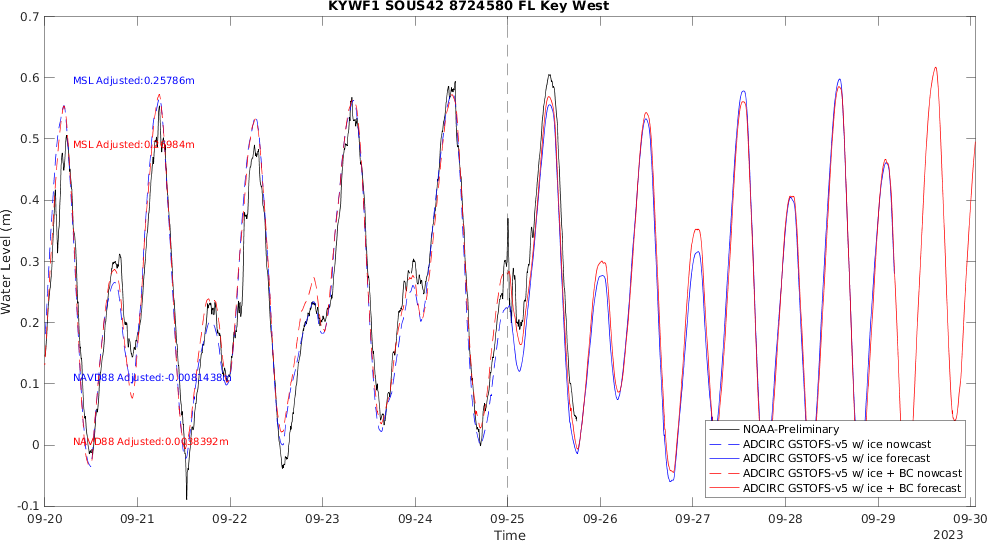 KYWF1 SOUS42 8724580 FL Key West
0.7
0.6
0.5
0.4
0.3
0.2
0.1
0
-0.1
Water Level (m)
MSL Adjusted:0.25786m
MSL Adjusted:
NAVD88 Adjusted:-0.0081438m
NAVD88 Adjusted:0.0038392m
NOAA-Preliminary
ADCIRC GSTOFS-v5 w/ ice nowcast
ADCIRC GSTOFS-v5 w/ ice forecast
ADCIRC GSTOFS-v5 w/ ice + BC nowcast
ADCIRC GSTOFS-v5 w/ ice + BC forecast
09-20 09-21 09-22 09-23 09-24 09-25 09-26 09-27 09-28 09-29 09-30
Time
2023